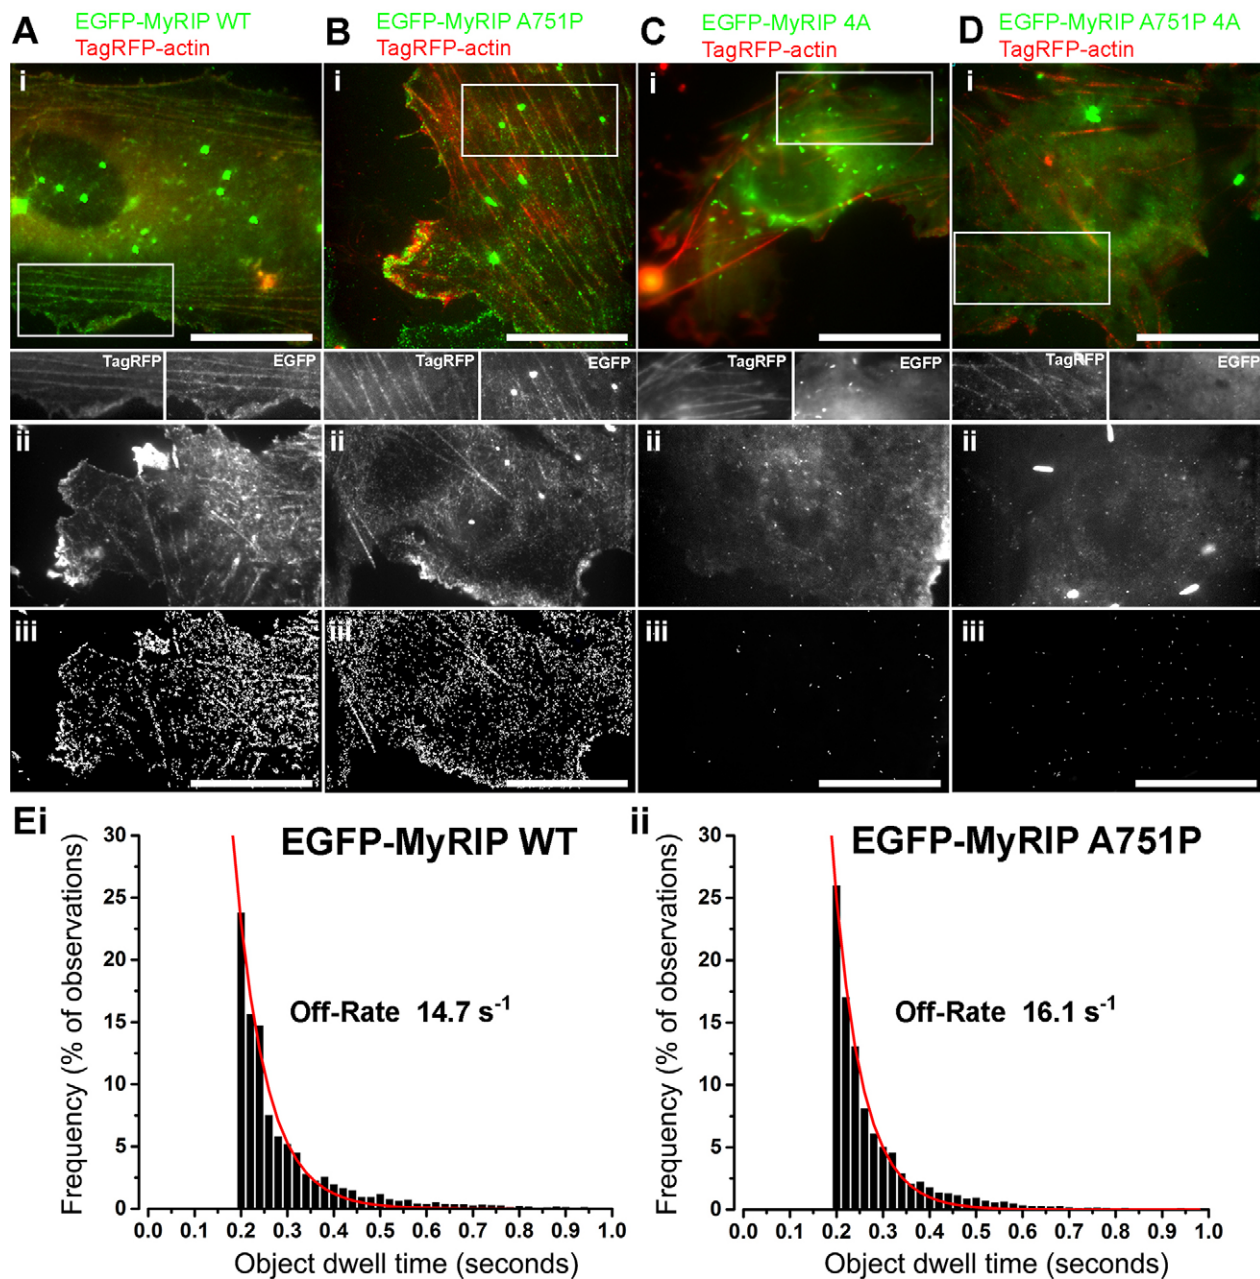 A EGFP-MyRIP WT
TagRFP-actin
B EGFP-MyRIP A751P
TagRFP-actin
C EGFP-MyRIP 4A
TagRFP-actin
D EGFP-MyRIP A751P 4A
TagRFP-actin
i
i
i
i
TagRFP
EGFP
TagRFP
EGFP
TagRFP
EGFP
TagRFP
EGFP
ii
ii
ii
ii
iii
iii
iii
iii
Ei
EGFP-MyRIP WT
Off-Rate 14.7 s⁻¹
Frequency (% of observations)
30
25
20
15
10
5
0
0.0 0.1 0.2 0.3 0.4 0.5 0.6 0.7 0.8 0.9 1.0
Object dwell time (seconds)
ii
EGFP-MyRIP A751P
Off-Rate 16.1 s⁻¹
Frequency (% of observations)
30
25
20
15
10
5
0
0.0 0.1 0.2 0.3 0.4 0.5 0.6 0.7 0.8 0.9 1.0
Object dwell time (seconds)